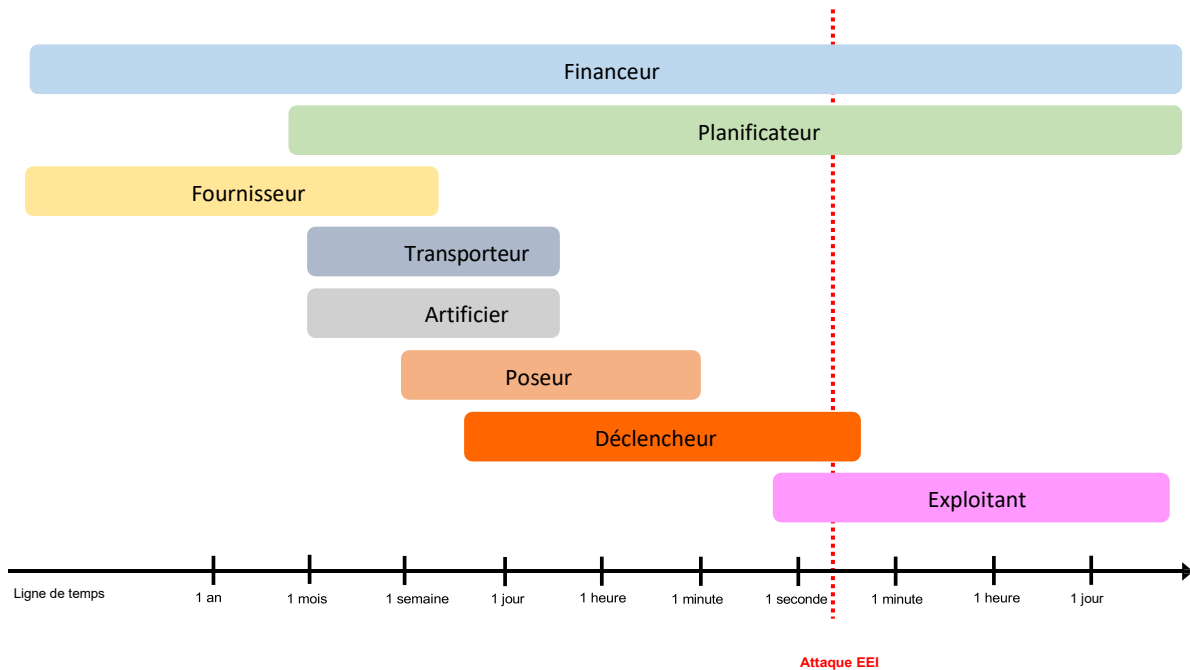 Financeur
Planificateur
Fournisseur
Transporteur
Artificier
Poseur
Déclencheur
Exploitant
Ligne de temps 1 an 1 mois 1 semaine 1 jour 1 heure 1 minute 1 seconde 1 minute 1 heure 1 jour
Attaque EEI